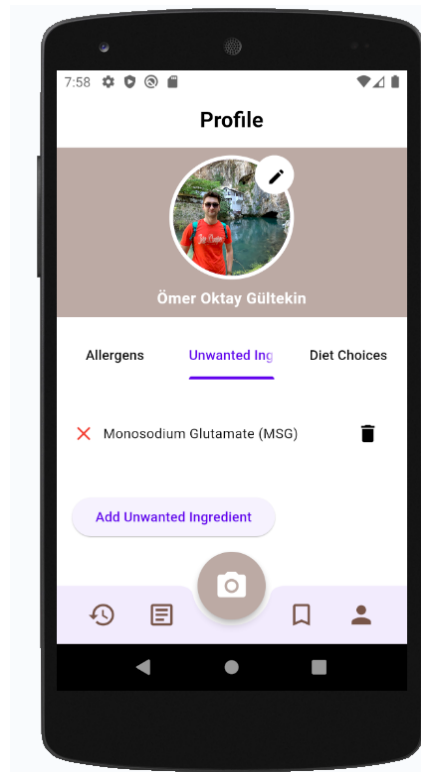 7:58
Profile
Ömer Oktay Gültekin
Allergens Unwanted Ing Diet Choices
Monosodium Glutamate (MSG)
Add Unwanted Ingredient